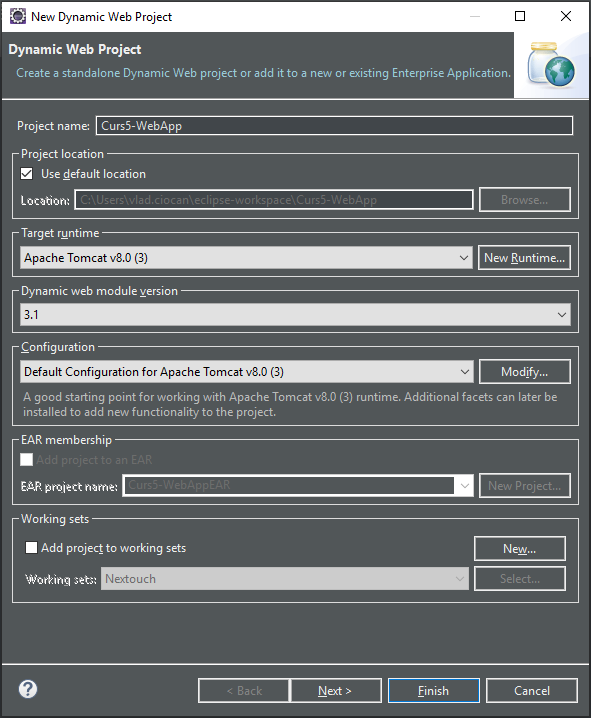 New Dynamic Web Project
Dynamic Web Project
Create a standalone Dynamic Web project or add it to a new or existing Enterprise Application.
Project name: Curs5-WebApp
Project location
Use default location
Location: C:\Users\vlad.ciocan\eclipse-workspace\Curs5-WebApp Browse...
Target runtime
Apache Tomcat v8.0 (3) New Runtime...
Dynamic web module version
3.1
Configuration
Default Configuration for Apache Tomcat v8.0 (3) Modify...
A good starting point for working with Apache Tomcat v8.0 (3) runtime. Additional facets can later be
installed to add new functionality to the project.
EAR membership
Add project to an EAR
EAR project name: Curs5-WebAppEAR New Project...
Working sets
Add project to working sets New...
Working sets: Nextouch Select...
? < Back Next > Finish Cancel